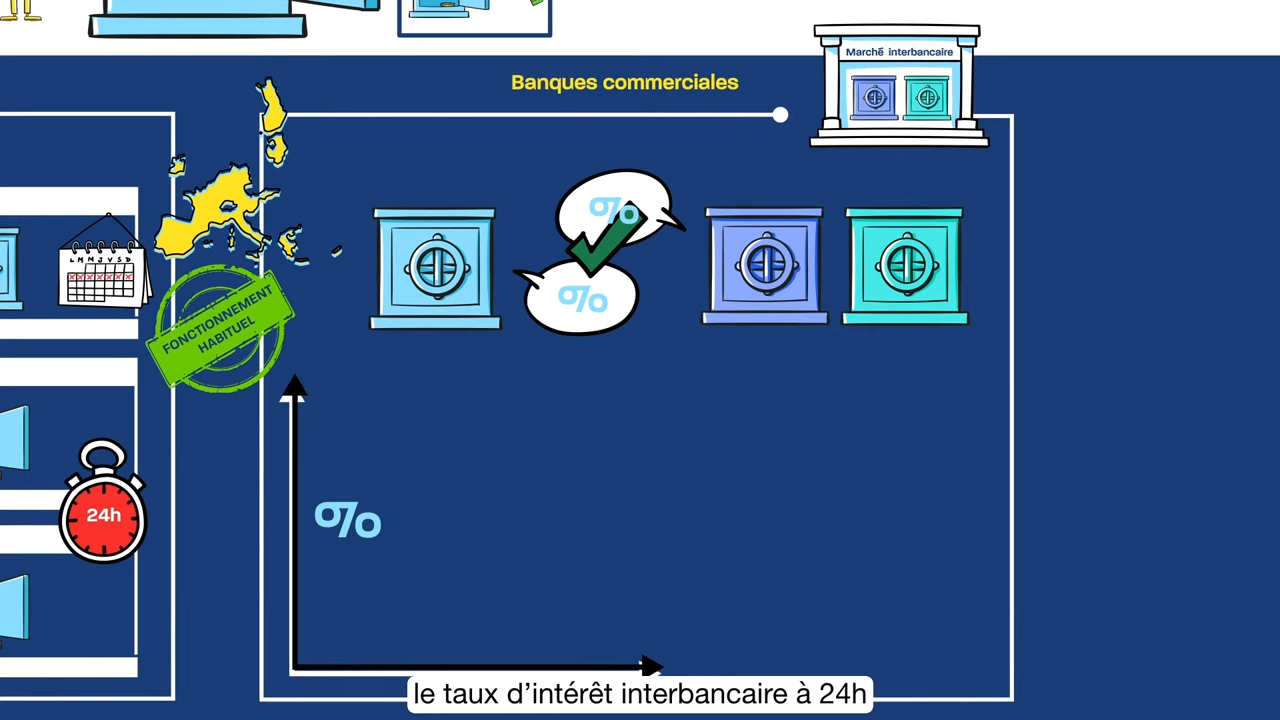 Marché interbancaire
Banques commerciales
%
%
L M M J V S D
FONCTIONNEMENT
HABITUEL
24h
%
le taux d’intérêt interbancaire à 24h